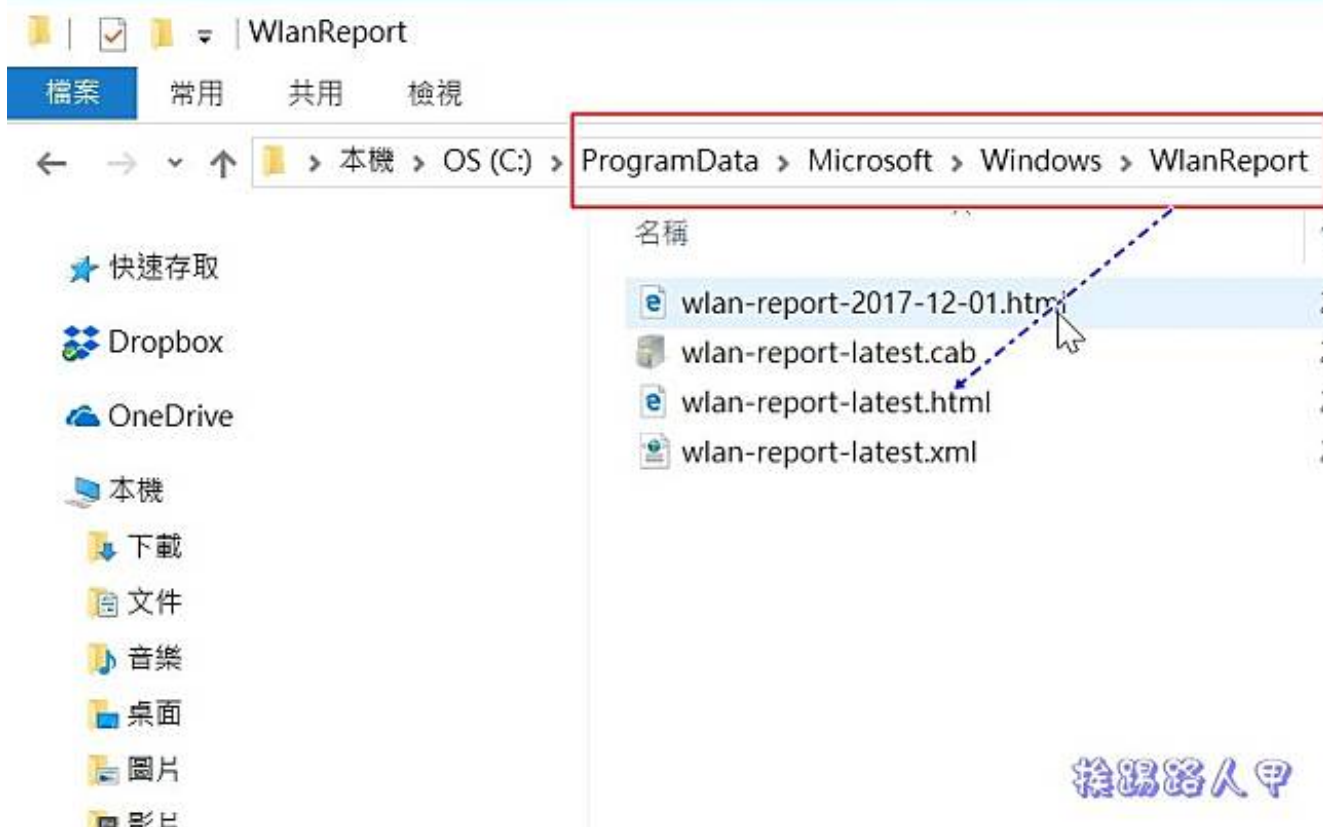 WlanReport
檔案 常用 共用 檢視
本機 > OS (C:) > ProgramData > Microsoft > Windows > WlanReport
名稱
快速存取
Dropbox
OneDrive
本機
下載
文件
音樂
桌面
圖片
影片
wlan-report-2017-12-01.html
wlan-report-latest.cab
wlan-report-latest.html
wlan-report-latest.xml
挨踢路人甲